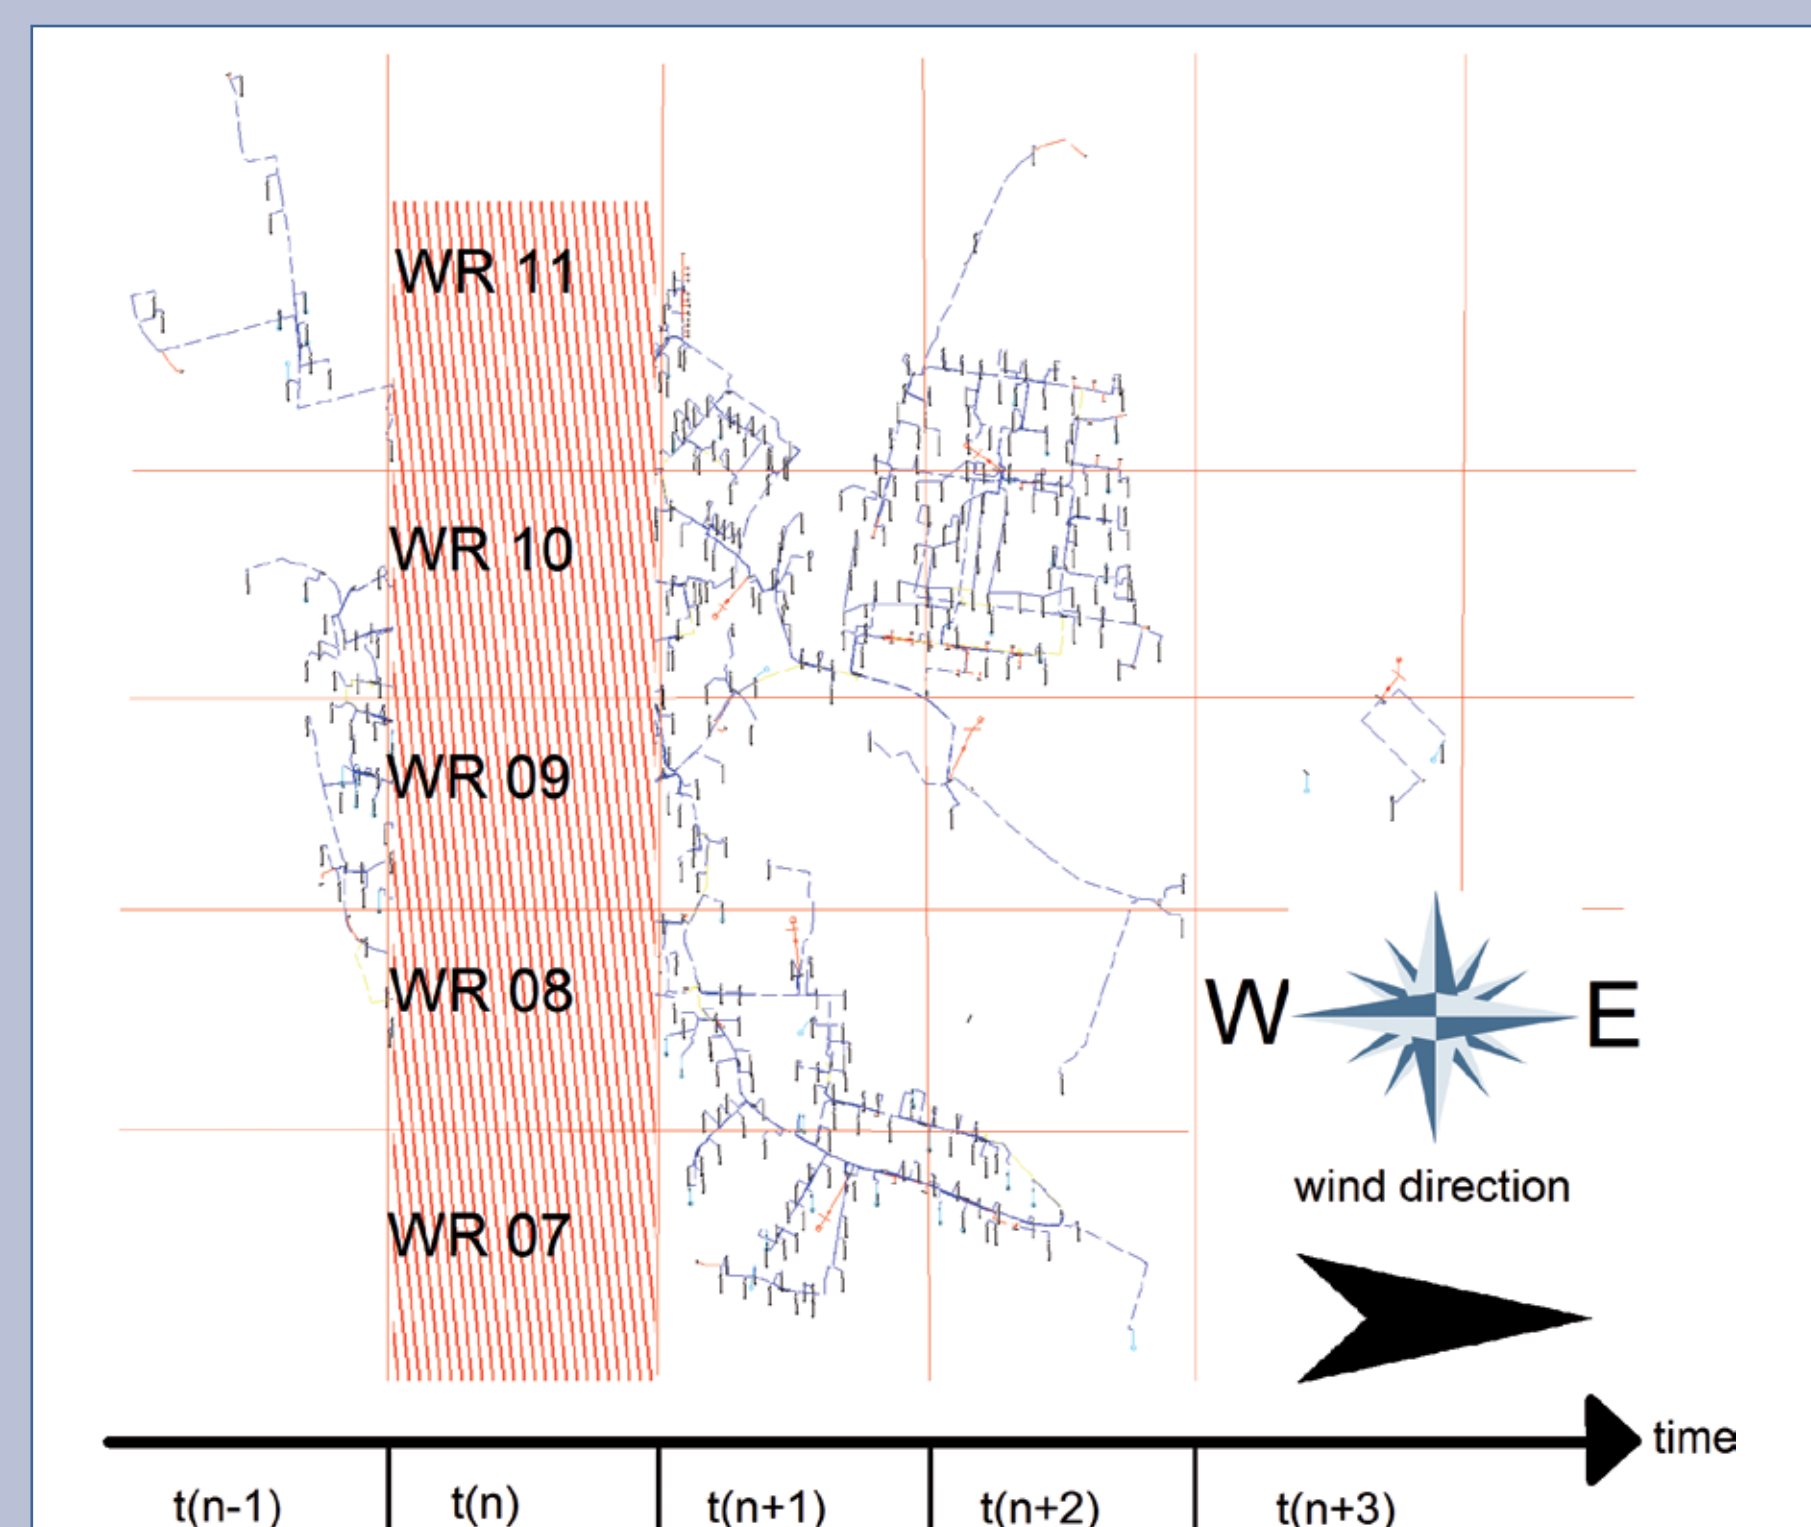 WR 11
WR 10
WR 09
WR 08
W E
wind direction
WR 07
time
t(n-1) t(n) t(n+1) t(n+2) t(n+3)